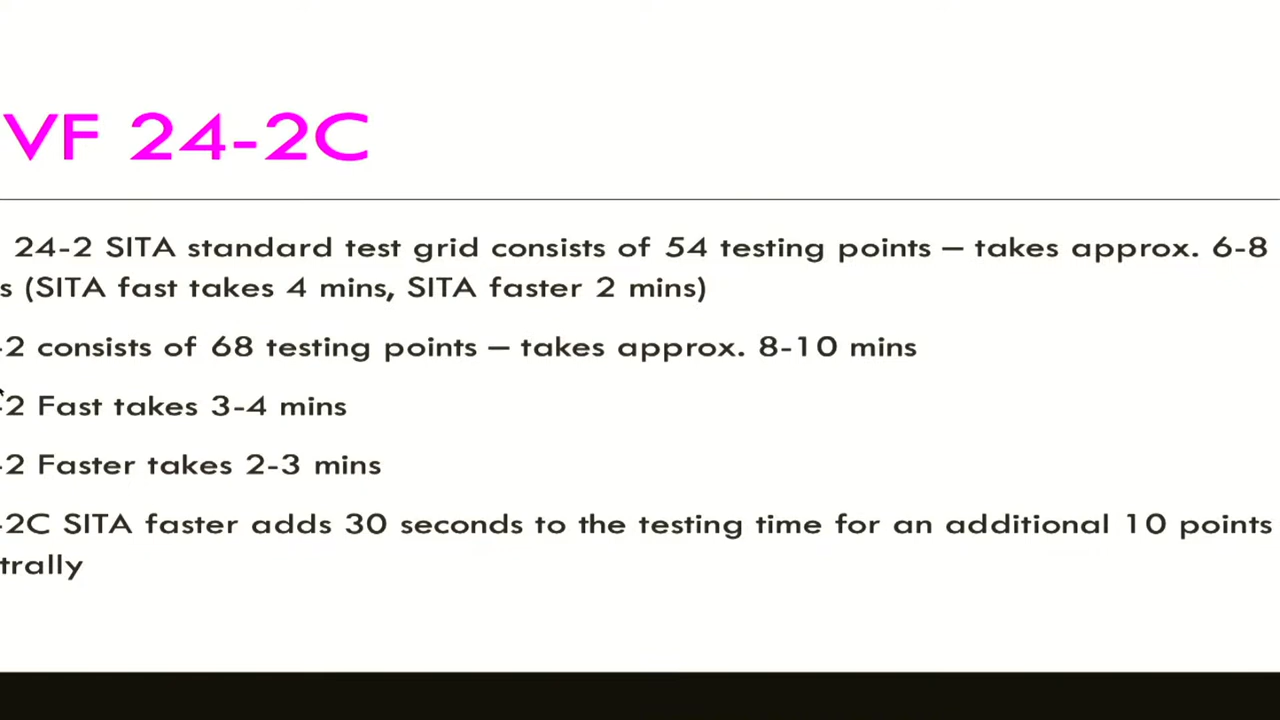 VF 24-2C
24-2 SITA standard test grid consists of 54 testing points – takes approx. 6-8
s (SITA fast takes 4 mins, SITA faster 2 mins)
-2 consists of 68 testing points – takes approx. 8-10 mins
-2 Fast takes 3-4 mins
-2 Faster takes 2-3 mins
-2C SITA faster adds 30 seconds to the testing time for an additional 10 points
trally